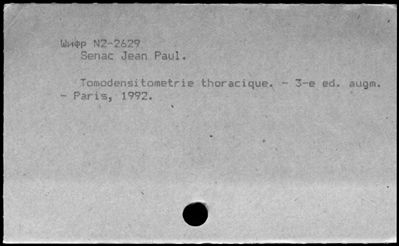 Шифр N2-2629
Senac Jean Paul.
Tomodensitometrie thoracique. - 3-e ed. augm.
- Paris, 1992.